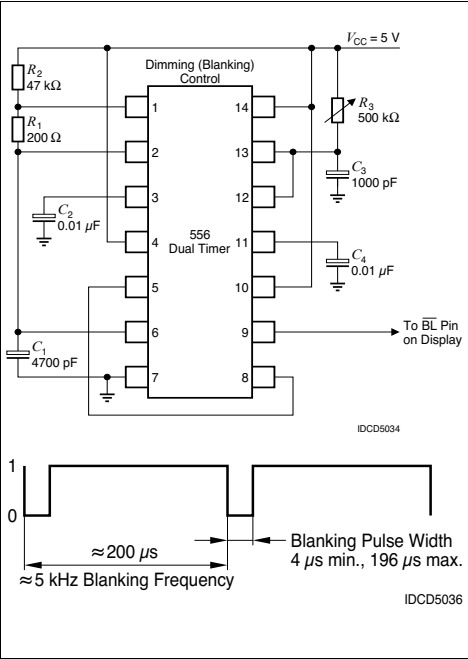 VCC = 5 V
Dimming (Blanking)
Control
R2
47 kΩ
R1
200 Ω
R3
500 kΩ
1
14
2
13
C3
1000 pF
3
12
C2
0.01 µF
556
Dual Timer
4
11
C4
0.01 µF
5
10
6
9
To BL Pin
on Display
C1
4700 pF
7
8
IDCD5034
1
0
≈ 200 µs
≈ 5 kHz Blanking Frequency
Blanking Pulse Width
4 µs min., 196 µs max.
IDCD5036